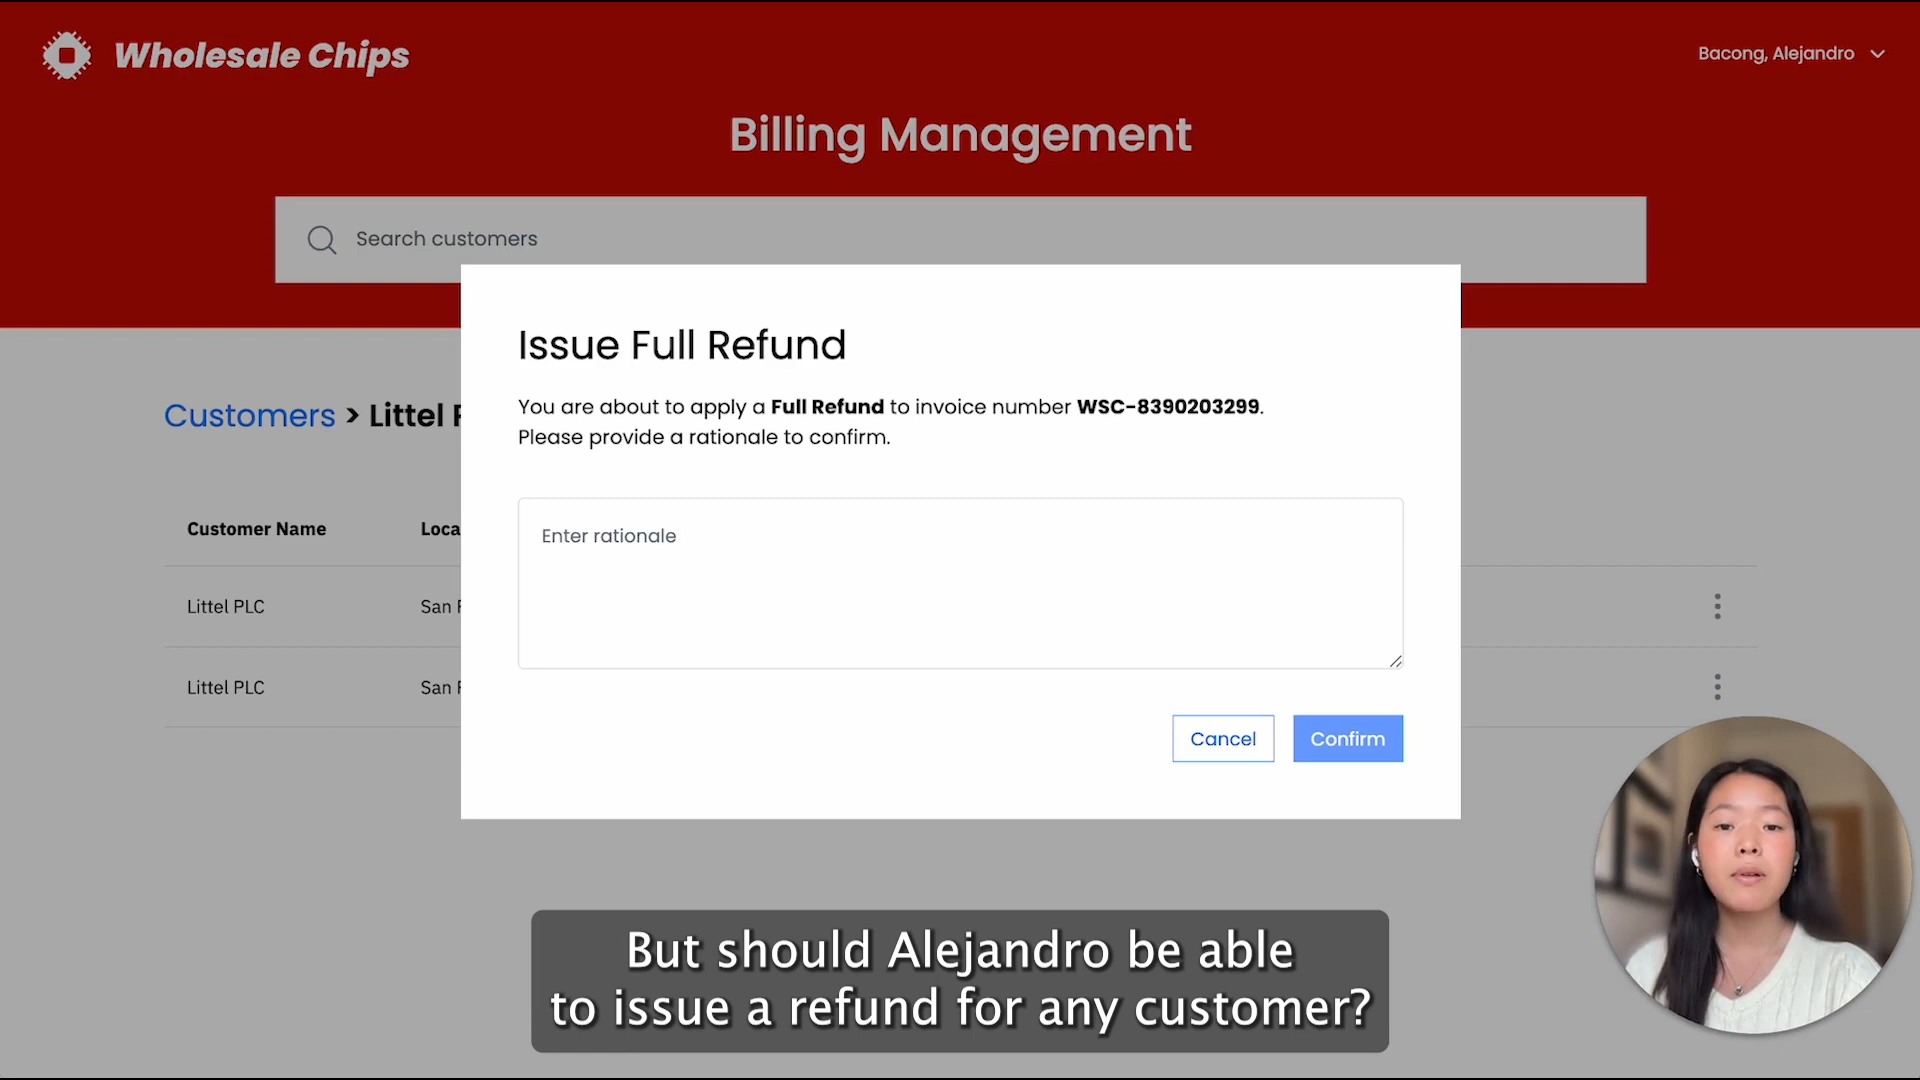 Wholesale Chips
Bacong, Alejandro
Billing Management
Search customers
Issue Full Refund
You are about to apply a Full Refund to invoice number WSC-8390203299.
Please provide a rationale to confirm.
Customers > Littel
Enter rationale
Customer Name
Loca
Littel PLC
San
Littel PLC
San
Cancel
Confirm
But should Alejandro be able
to issue a refund for any customer?